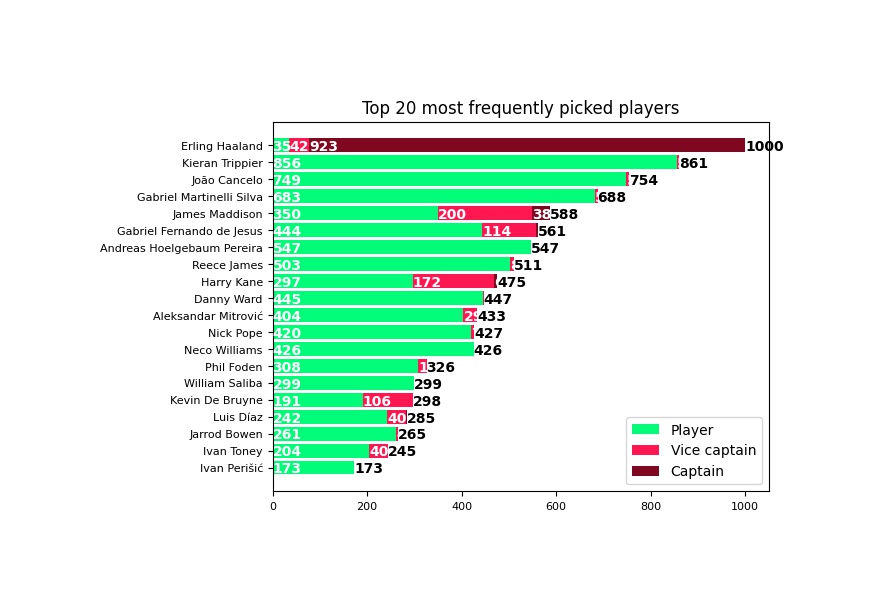 Top 20 most frequently picked players
Erling Haaland 35 42 923 1000
Kieran Trippier 856 861
João Cancelo 749 754
Gabriel Martinelli Silva 683 688
James Maddison 350 200 38 588
Gabriel Fernando de Jesus 444 114 561
Andreas Hoelgebaum Pereira 547 547
Reece James 503 511
Harry Kane 297 172 475
Danny Ward 445 447
Aleksandar Mitrović 404 433
Nick Pope 420 427
Neco Williams 426 426
Phil Foden 308 326
William Saliba 299 299
Kevin De Bruyne 191 106 298
Luis Díaz 242 40 285
Jarrod Bowen 261 265
Ivan Toney 204 40 245
Ivan Perišić 173 173
Player
Vice captain
Captain
0 200 400 600 800 1000